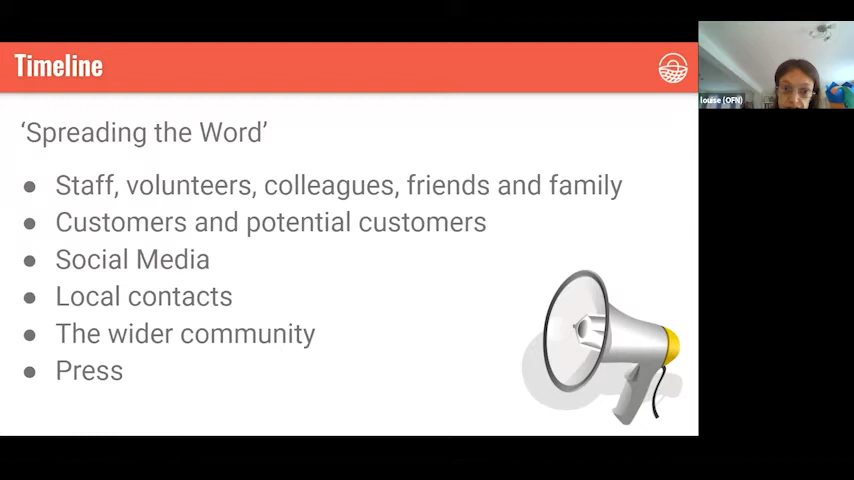 Timeline
louise (OFN)
‘Spreading the Word’
● Staff, volunteers, colleagues, friends and family
● Customers and potential customers
● Social Media
● Local contacts
● The wider community
● Press